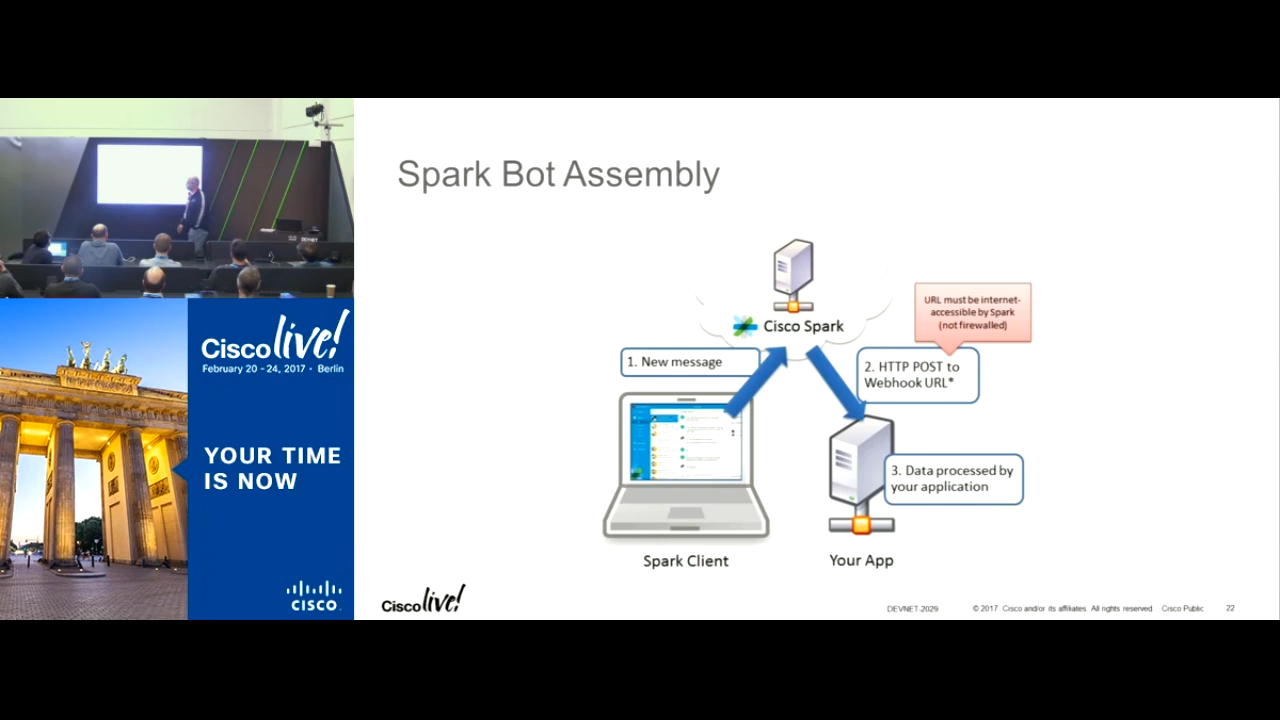 Spark Bot Assembly
Cisco Spark
URL must be internet-
accessible by Spark
(not firewalled)
1. New message
2. HTTP POST to
Webhook URL*
3. Data processed by
your application
Spark Client
Your App
Cisco live!
DEVNET-2029
© 2017 Cisco and/or its affiliates. All rights reserved. Cisco Public
22
DEVNET
Cisco live!
February 20 - 24, 2017 • Berlin
YOUR TIME
IS NOW
CISCO